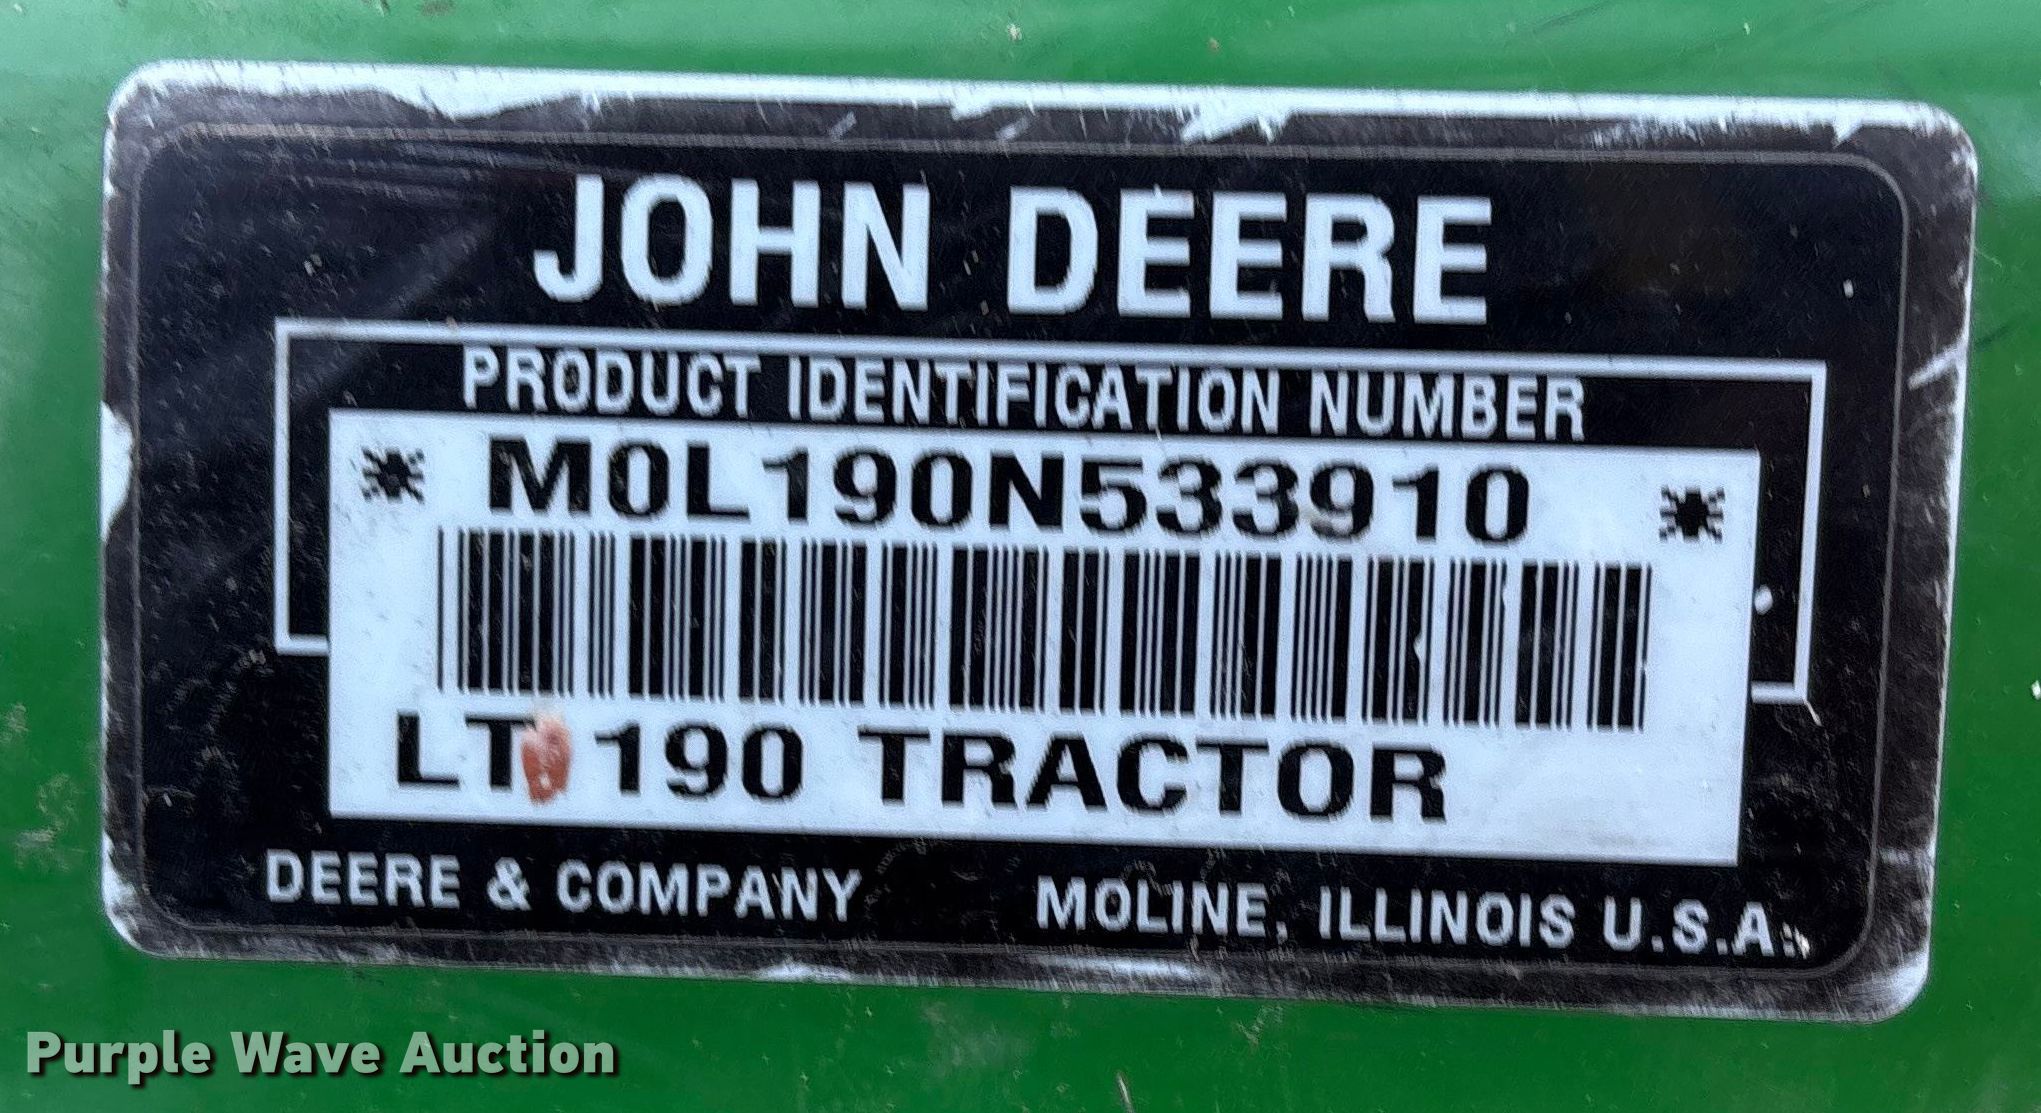 JOHN DEERE
PRODUCT IDENTIFICATION NUMBER
* M0L190N533910 *
LT 190 TRACTOR
DEERE & COMPANY MOLINE, ILLINOIS U.S.A.
Purple Wave Auction